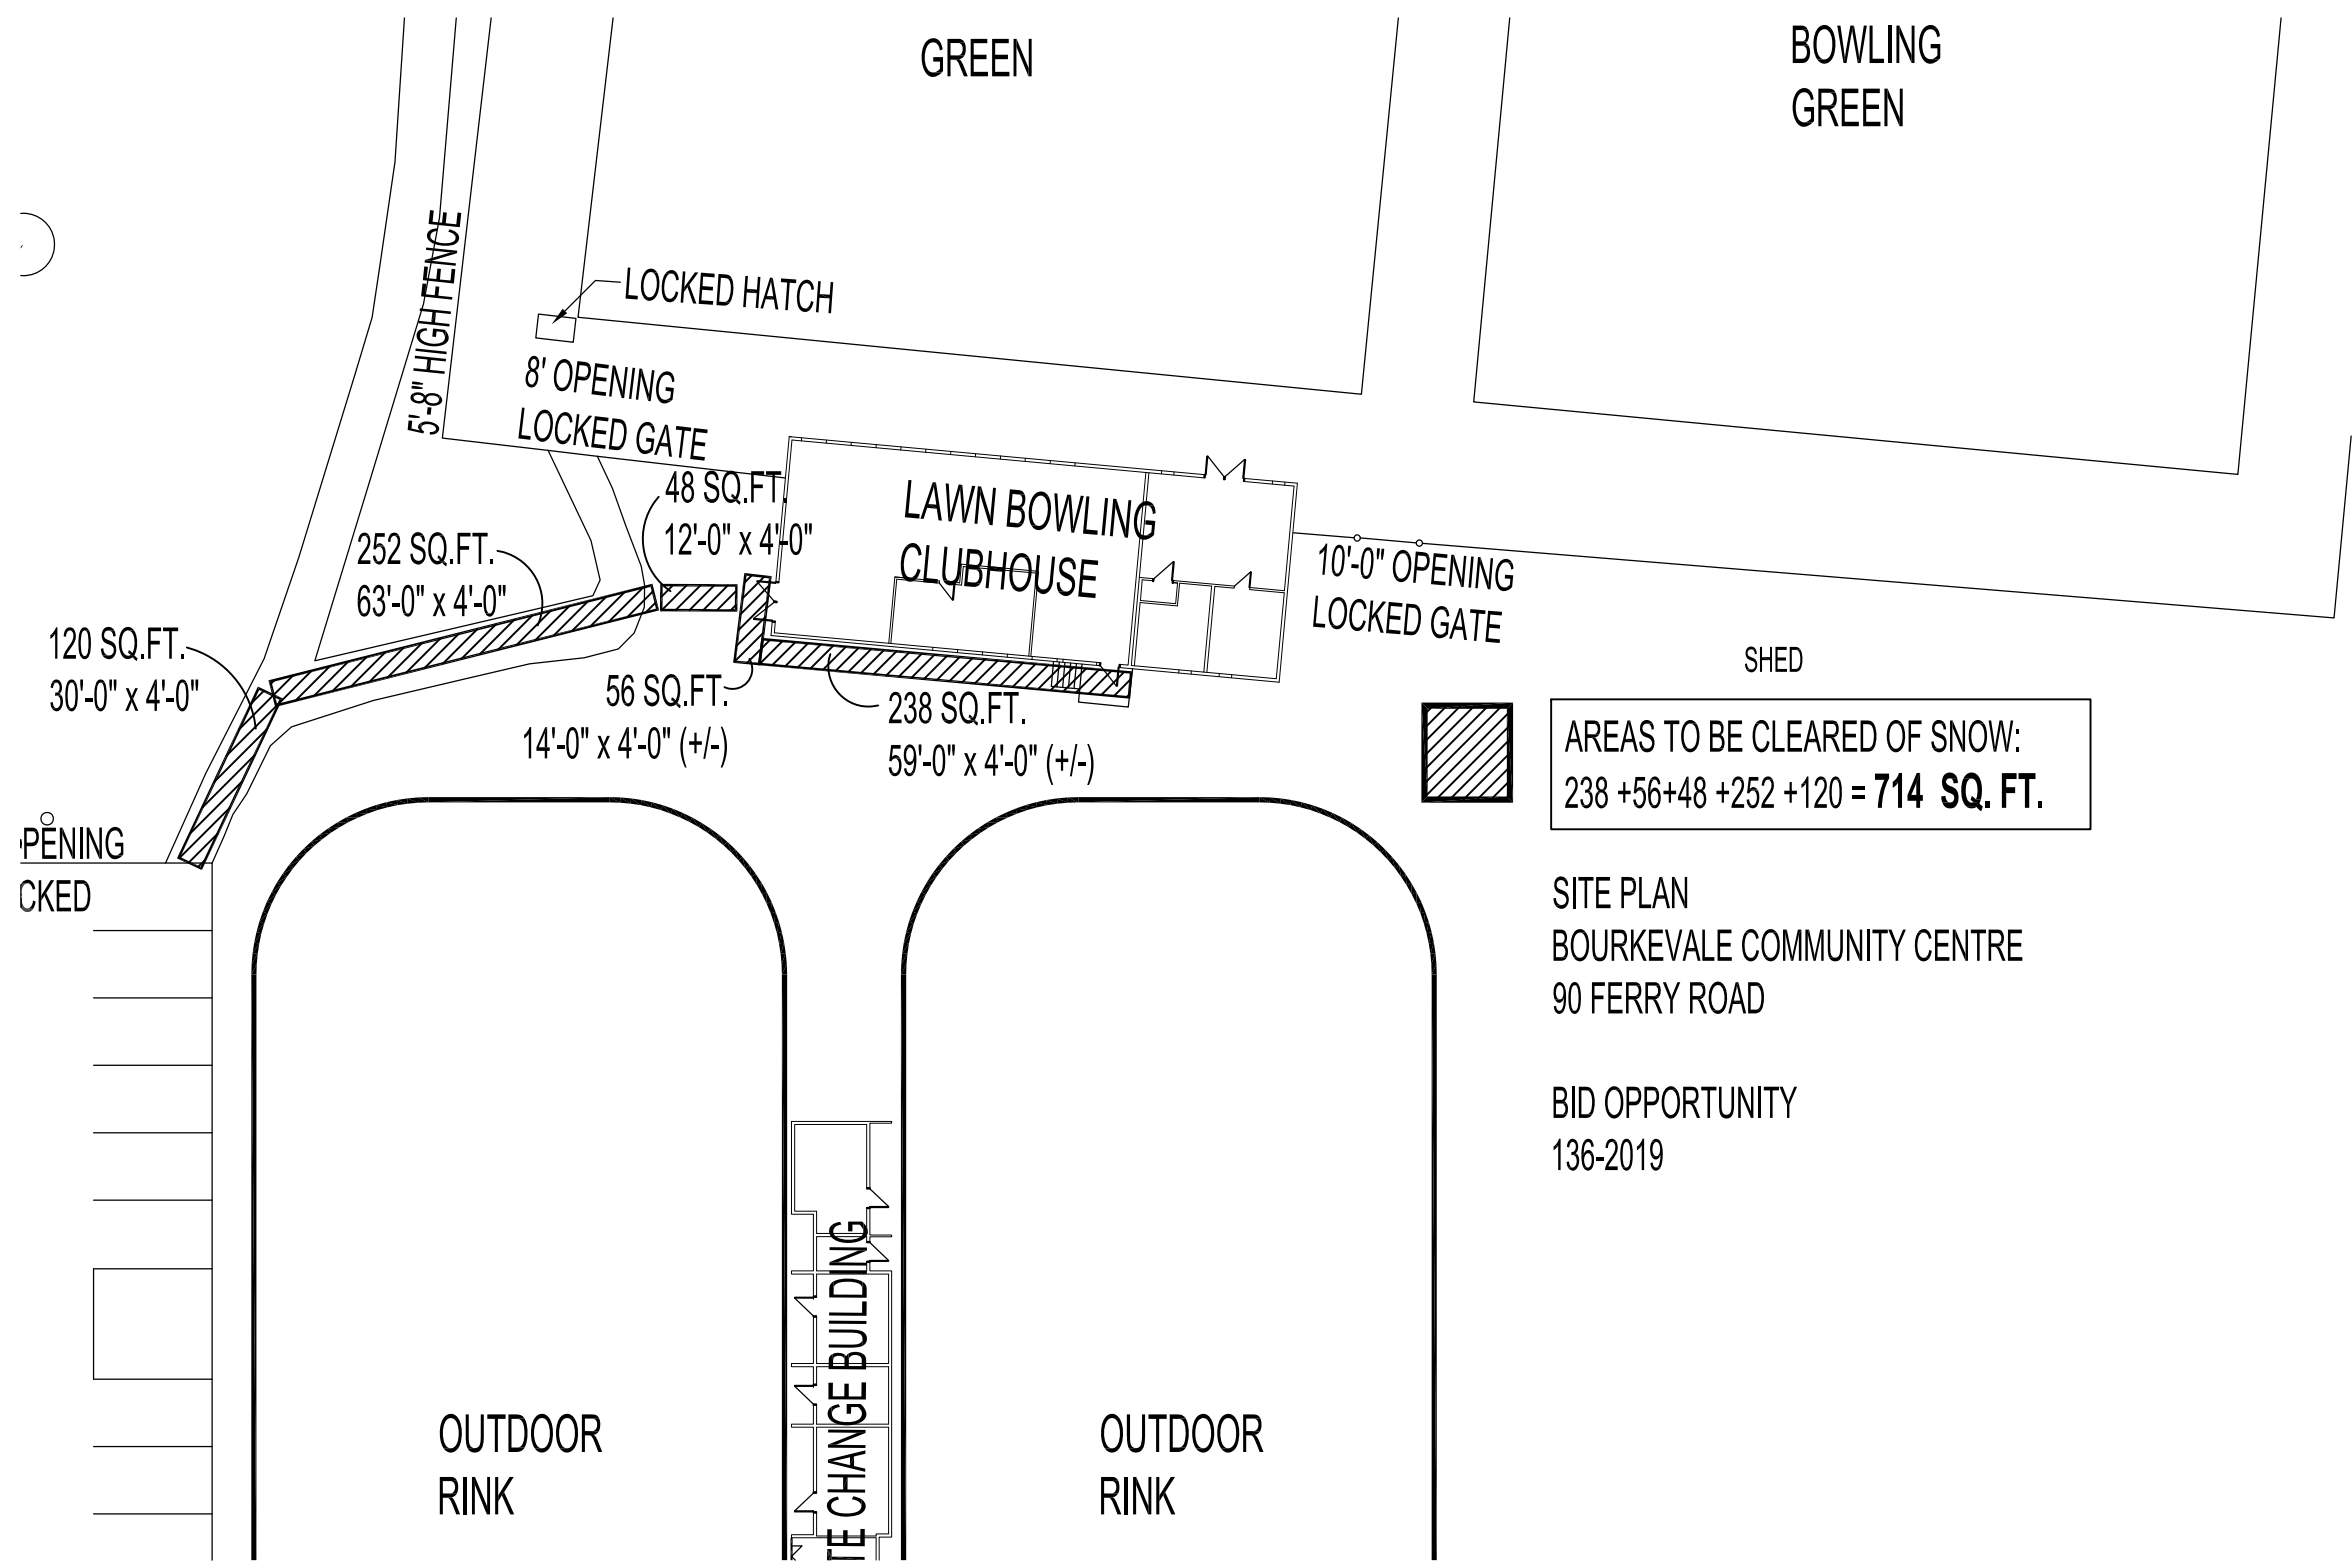 GREEN
BOWLING
GREEN
5'-8" HIGH FENCE
LOCKED HATCH
8' OPENING
LOCKED GATE
48 SQ.FT.
12'-0" x 4'-0"
LAWN BOWLING
CLUBHOUSE
252 SQ.FT.
63'-0" x 4'-0"
10'-0" OPENING
LOCKED GATE
120 SQ.FT.
30'-0" x 4'-0"
SHED
56 SQ.FT.
14'-0" x 4'-0" (+/-)
238 SQ.FT.
59'-0" x 4'-0" (+/-)
AREAS TO BE CLEARED OF SNOW:
238 +56+48 +252 +120 = 714 SQ. FT.
PENING
CKED
SITE PLAN
BOURKEVALE COMMUNITY CENTRE
90 FERRY ROAD
BID OPPORTUNITY
136-2019
TE CHANGE BUILDING
OUTDOOR
RINK
OUTDOOR
RINK